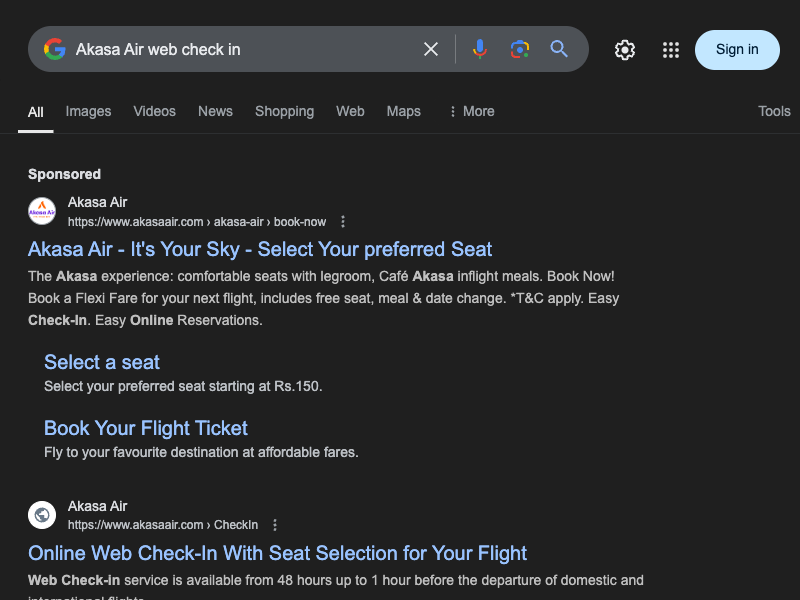 Akasa Air web check in
Sign in
All Images Videos News Shopping Web Maps More Tools
Sponsored
Akasa Air
https://www.akasaair.com › akasa-air › book-now
Akasa Air - It's Your Sky - Select Your preferred Seat
The Akasa experience: comfortable seats with legroom, Café Akasa inflight meals. Book Now!
Book a Flexi Fare for your next flight, includes free seat, meal & date change. *T&C apply. Easy
Check-In. Easy Online Reservations.
Select a seat
Select your preferred seat starting at Rs.150.
Book Your Flight Ticket
Fly to your favourite destination at affordable fares.
Akasa Air
https://www.akasaair.com › CheckIn
Online Web Check-In With Seat Selection for Your Flight
Web Check-in service is available from 48 hours up to 1 hour before the departure of domestic and
international flights